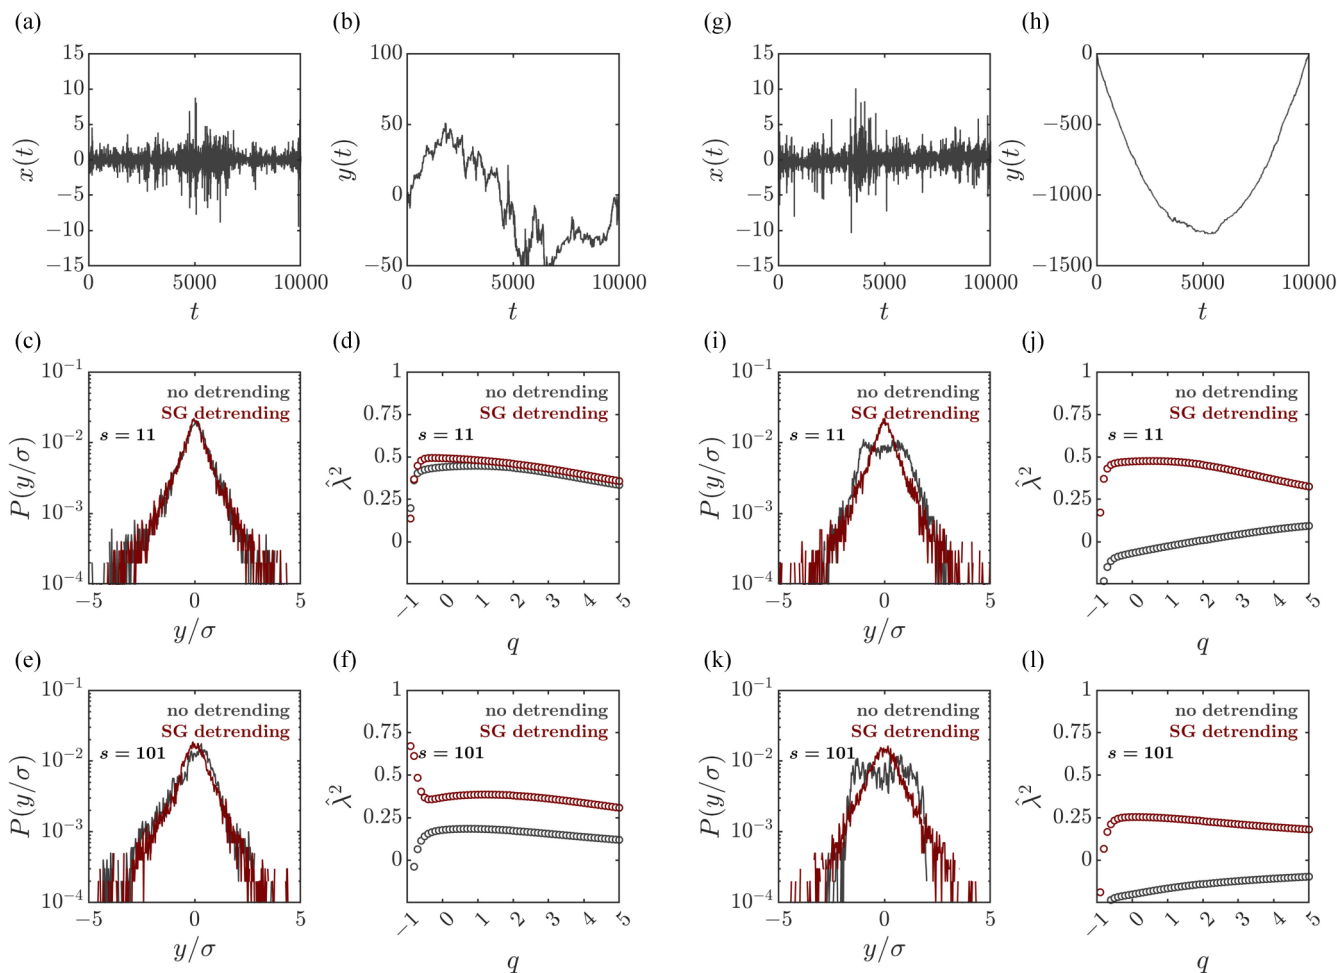 (a)
(b)
(g)
(h)
15
10
5
0
−5
−10
−15
x(t)
0
5000
10000
t
100
50
0
−50
y(t)
0
5000
10000
t
15
10
5
0
−5
−10
−15
x(t)
0
5000
10000
t
0
−500
−1000
−1500
y(t)
0
5000
10000
t
(c)
(d)
(i)
(j)
10⁻¹
10⁻²
10⁻³
10⁻⁴
P(y/σ)
no detrending
SG detrending
s = 11
−5
0
5
y/σ
1
0.75
0.5
0.25
0
λ̂²
no detrending
SG detrending
s = 11
−1
0
1
2
3
4
5
q
10⁻¹
10⁻²
10⁻³
10⁻⁴
P(y/σ)
no detrending
SG detrending
s = 11
−5
0
5
y/σ
1
0.75
0.5
0.25
0
λ̂²
no detrending
SG detrending
s = 11
−1
0
1
2
3
4
5
q
(e)
(f)
(k)
(l)
10⁻¹
10⁻²
10⁻³
10⁻⁴
P(y/σ)
no detrending
SG detrending
s = 101
−5
0
5
y/σ
1
0.75
0.5
0.25
0
λ̂²
no detrending
SG detrending
s = 101
−1
0
1
2
3
4
5
q
10⁻¹
10⁻²
10⁻³
10⁻⁴
P(y/σ)
no detrending
SG detrending
s = 101
−5
0
5
y/σ
1
0.75
0.5
0.25
0
λ̂²
no detrending
SG detrending
s = 101
−1
0
1
2
3
4
5
q